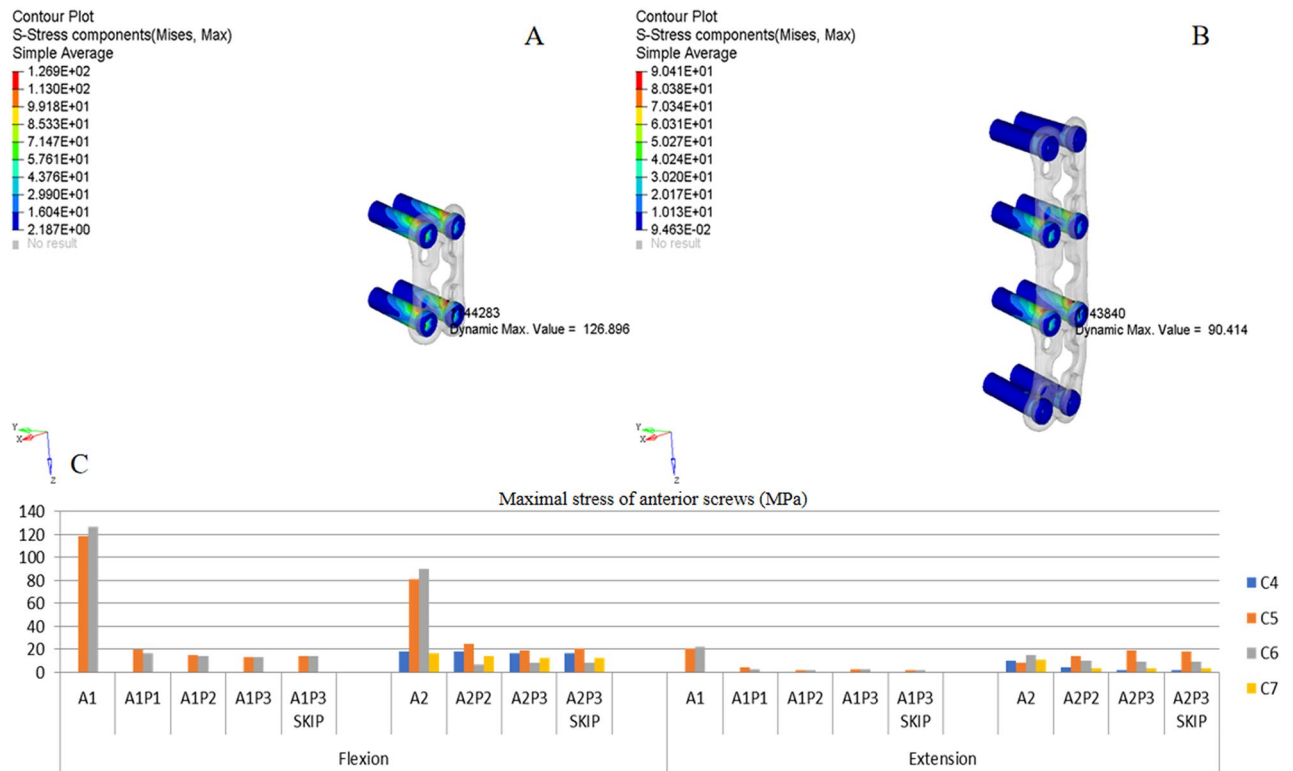 Contour Plot
S-Stress components(Mises, Max)
Simple Average
A
1.269E+02
1.130E+02
9.918E+01
8.533E+01
7.147E+01
5.761E+01
4.376E+01
2.990E+01
1.604E+01
2.187E+00
No result
44283
Dynamic Max. Value = 126.896
Y
X
Z
Contour Plot
S-Stress components(Mises, Max)
Simple Average
B
9.041E+01
8.038E+01
7.034E+01
6.031E+01
5.027E+01
4.024E+01
3.020E+01
2.017E+01
1.013E+01
9.463E-02
No result
43840
Dynamic Max. Value = 90.414
Y
X
Z
C
Maximal stress of anterior screws (MPa)
140
120
100
80
60
40
20
0
A1 A1P1 A1P2 A1P3 A1P3 A2 A2P2 A2P3 A2P3 A1 A1P1 A1P2 A1P3 A1P3 A2 A2P2 A2P3 A2P3
SKIP SKIP SKIP SKIP
Flexion Extension
C4
C5
C6
C7